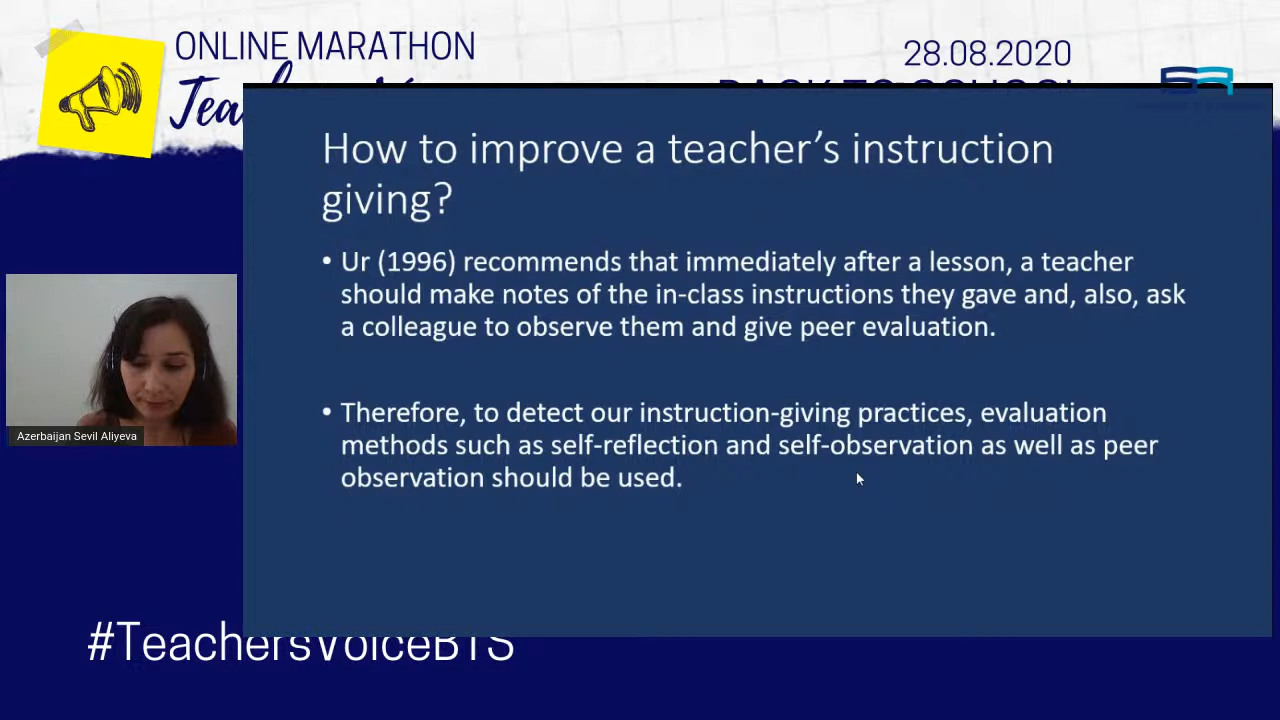 ONLINE MARATHON
28.08.2020
How to improve a teacher’s instruction
giving?
• Ur (1996) recommends that immediately after a lesson, a teacher
should make notes of the in-class instructions they gave and, also, ask
a colleague to observe them and give peer evaluation.
• Therefore, to detect our instruction-giving practices, evaluation
methods such as self-reflection and self-observation as well as peer
observation should be used.
Azerbaijan Sevil Aliyeva
#TeachersVoiceBTS